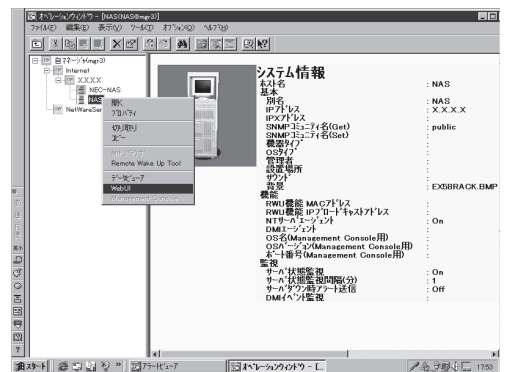 オペレーションウィンドウ - [NAS(NAS@mgr3)]
ファイル(F) 編集(E) 表示(V) ツール(T) オプション(O) ヘルプ(H)
自マネージャ(mgr3)
Internet
XXXX
NEC-NAS
NAS
NetWareSer
開く
プロパティ
切り取り
コピー
Remote Wake Up Tool
データビューア
WebUI
Management Console
システム情報
ホスト名 : NAS
基本
別名 : NAS
IPアドレス : X.X.X.X
IPXアドレス :
SNMPコミュニティ名(Get) : public
SNMPコミュニティ名(Set) :
機器タイプ :
OSタイプ :
管理者 :
設置場所 :
サウンド :
背景 : EX58RACK.BMP
機能
RWU機能 MACアドレス :
RWU機能 IPブロードキャストアドレス :
NTサーバエージェント : On
DMIエージェント :
OS名(Management Console用) :
OSバージョン(Management Console用) :
ポート番号(Management Console用) :
監視
サーバ状態監視 : On
サーバ状態監視間隔(分) : 1
サーバダウン時アラート送信 : Off
DMIイベント監視 :
スタート
アラートビューア
オペレーションウィンドウ - [...
17:53